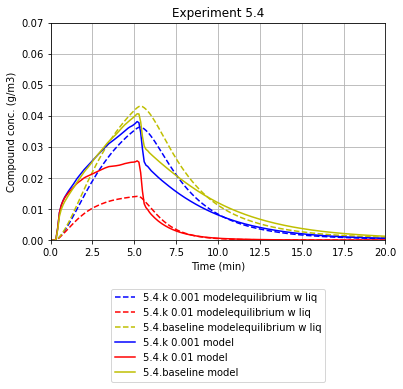 Experiment 5.4
0.07
0.06
0.05
0.04
0.03
0.02
0.01
0.00
Compound conc. (g/m3)
0.0 2.5 5.0 7.5 10.0 12.5 15.0 17.5 20.0
Time (min)
5.4.k 0.001 modelequilibrium w liq
5.4.k 0.01 modelequilibrium w liq
5.4.baseline modelequilibrium w liq
5.4.k 0.001 model
5.4.k 0.01 model
5.4.baseline model